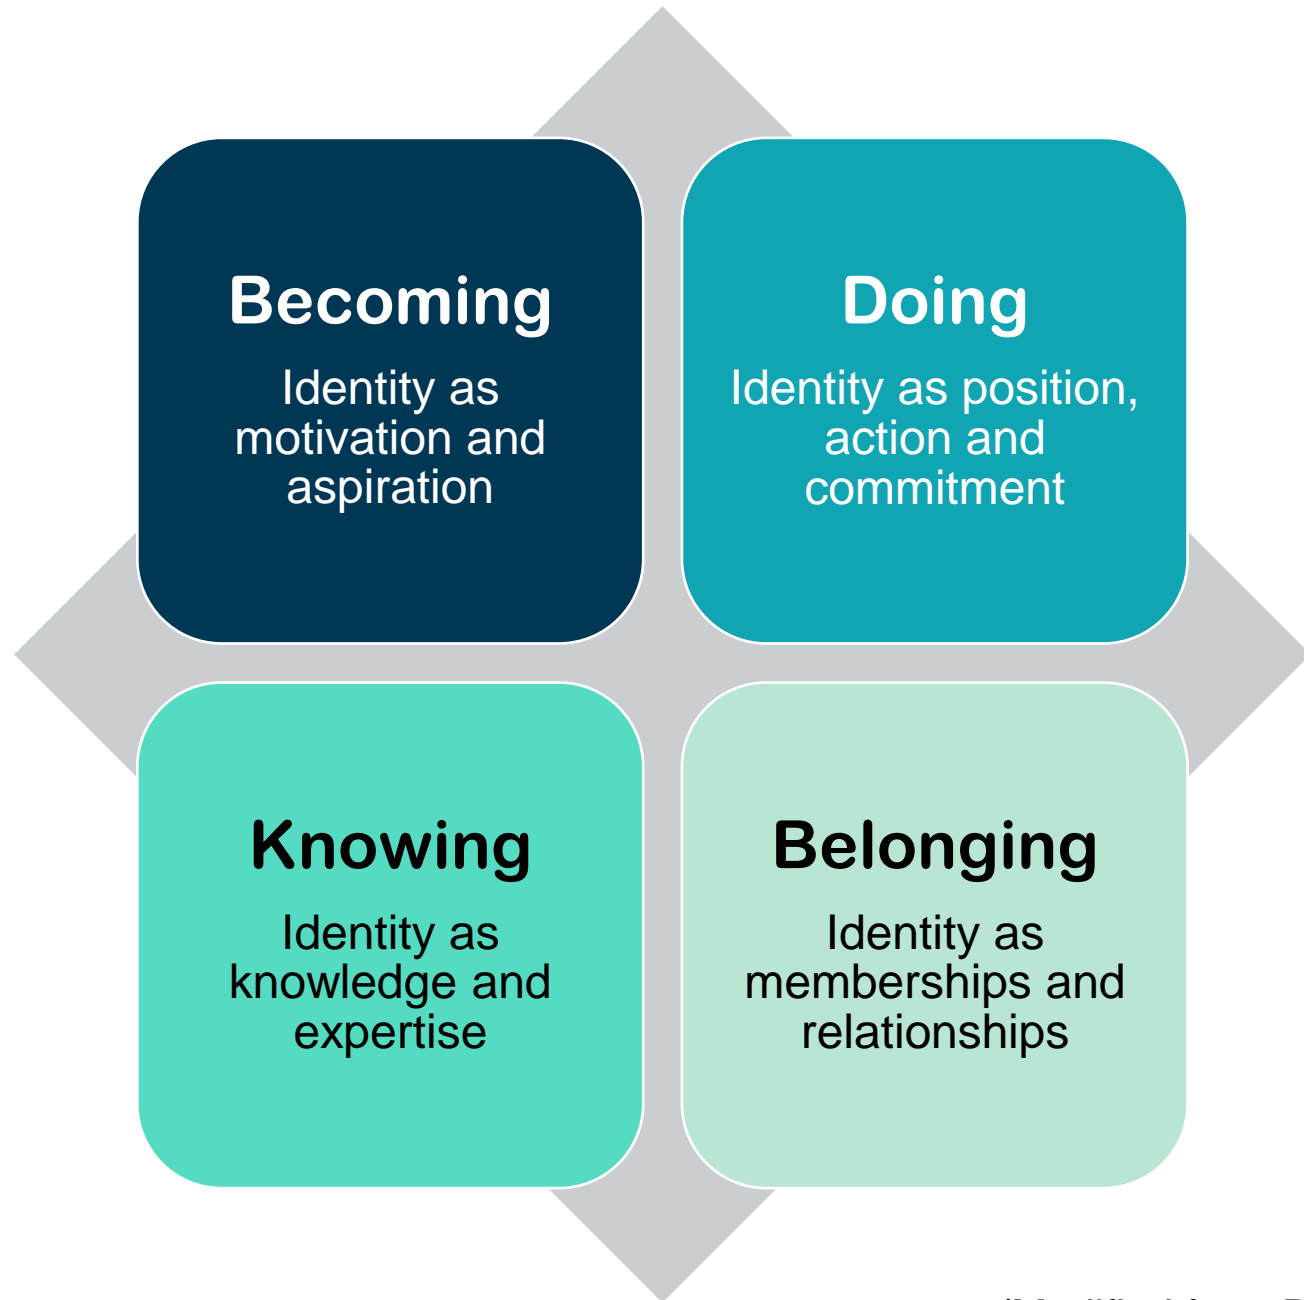 Becoming
Identity as
motivation and
aspiration
Doing
Identity as position,
action and
commitment
Knowing
Identity as
knowledge and
expertise
Belonging
Identity as
memberships and
relationships